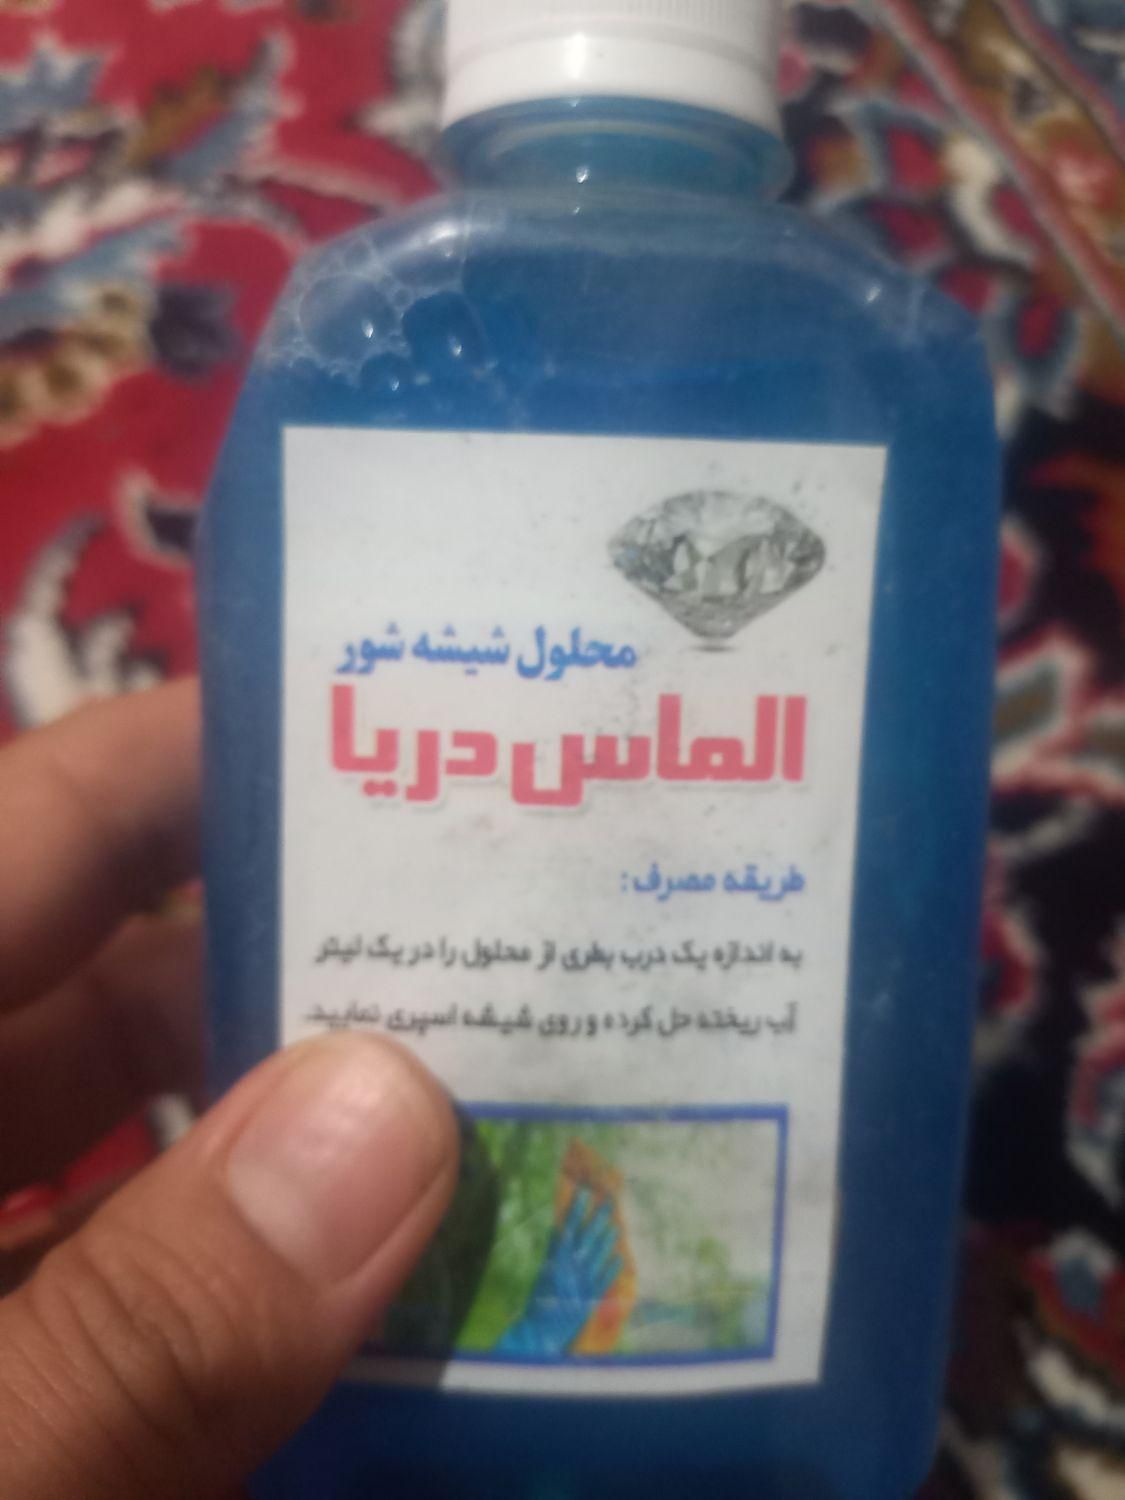 محلول شیشه شور
الماس دریا
طریقه مصرف:
به اندازه یک درب بطری از محلول را در یک لیتر
آب ریخته حل کرده و روی شیشه اسپری نمایید.